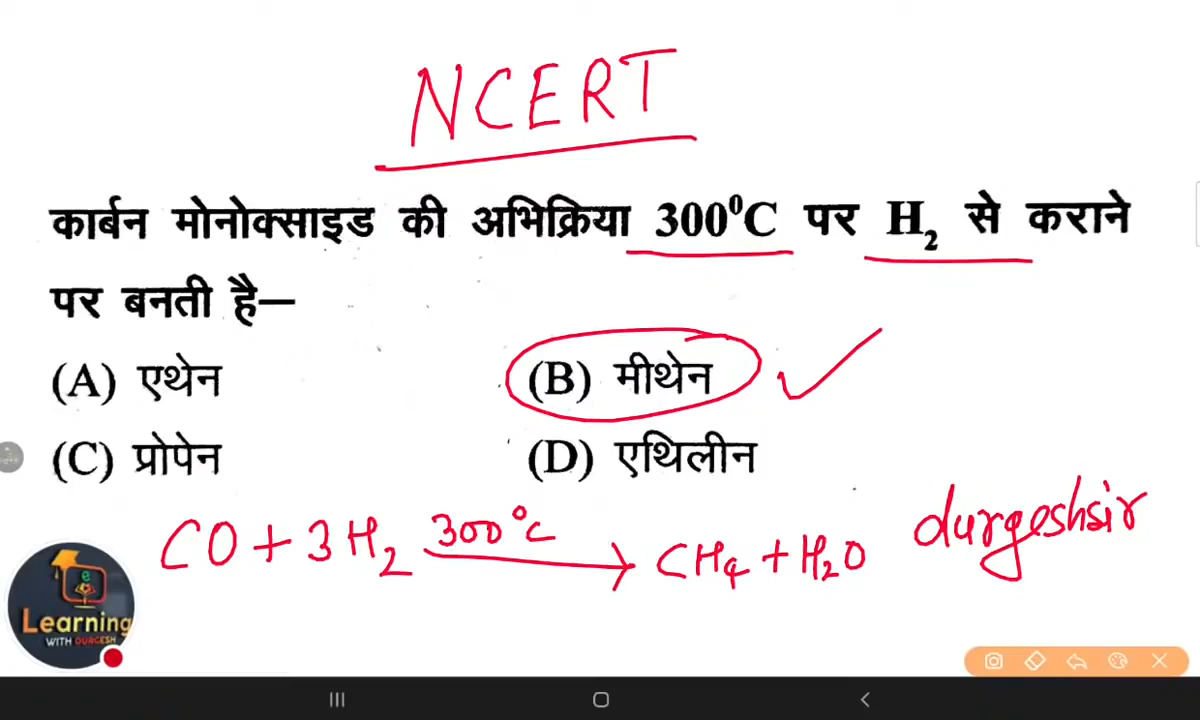 NCERT
कार्बन मोनोक्साइड की अभिक्रिया 300⁰C पर H₂ से कराने
पर बनती है—
(A) एथेन (B) मीथेन
(C) प्रोपेन (D) एथिलीन
CO + 3H₂ 300°C → CH₄ + H₂O durgeshsir
e
Learning
WITH DURGESH